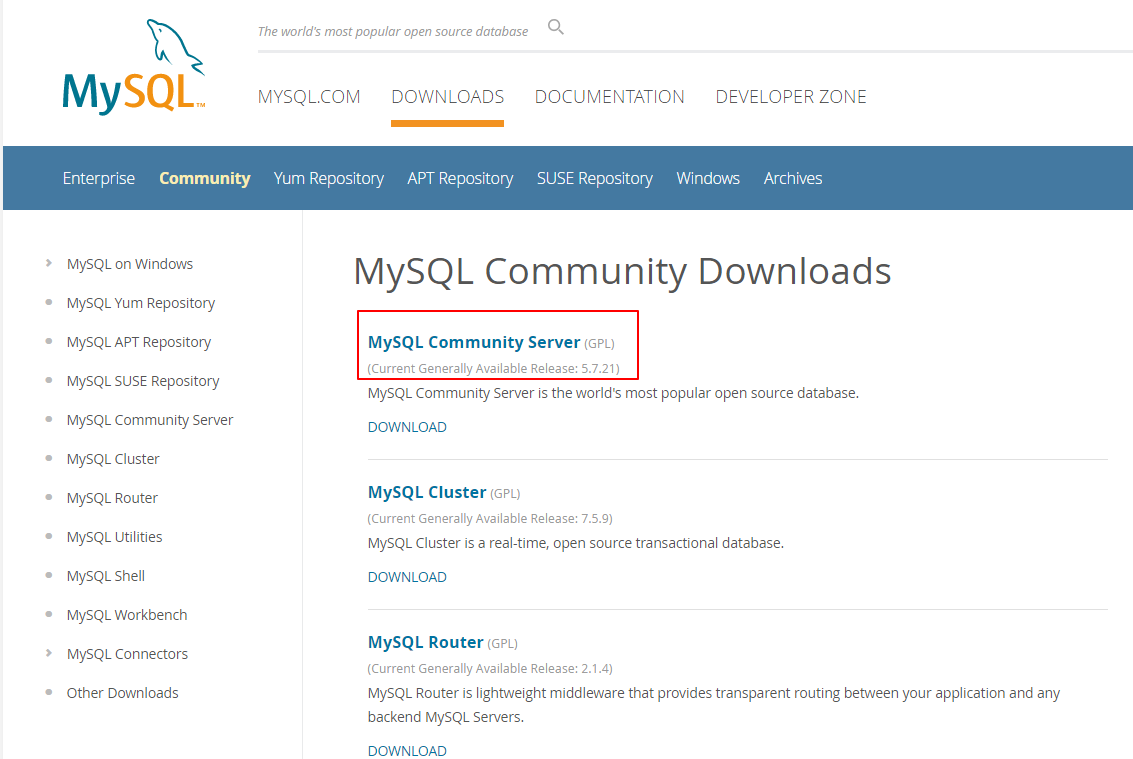 The world's most popular open source database
MySQL™
MYSQL.COM DOWNLOADS DOCUMENTATION DEVELOPER ZONE
Enterprise Community Yum Repository APT Repository SUSE Repository Windows Archives
MySQL on Windows
MySQL Yum Repository
MySQL APT Repository
MySQL SUSE Repository
MySQL Community Server
MySQL Cluster
MySQL Router
MySQL Utilities
MySQL Shell
MySQL Workbench
MySQL Connectors
Other Downloads
MySQL Community Downloads
MySQL Community Server (GPL)
(Current Generally Available Release: 5.7.21)
MySQL Community Server is the world's most popular open source database.
DOWNLOAD
MySQL Cluster (GPL)
(Current Generally Available Release: 7.5.9)
MySQL Cluster is a real-time, open source transactional database.
DOWNLOAD
MySQL Router (GPL)
(Current Generally Available Release: 2.1.4)
MySQL Router is lightweight middleware that provides transparent routing between your application and any
backend MySQL Servers.
DOWNLOAD